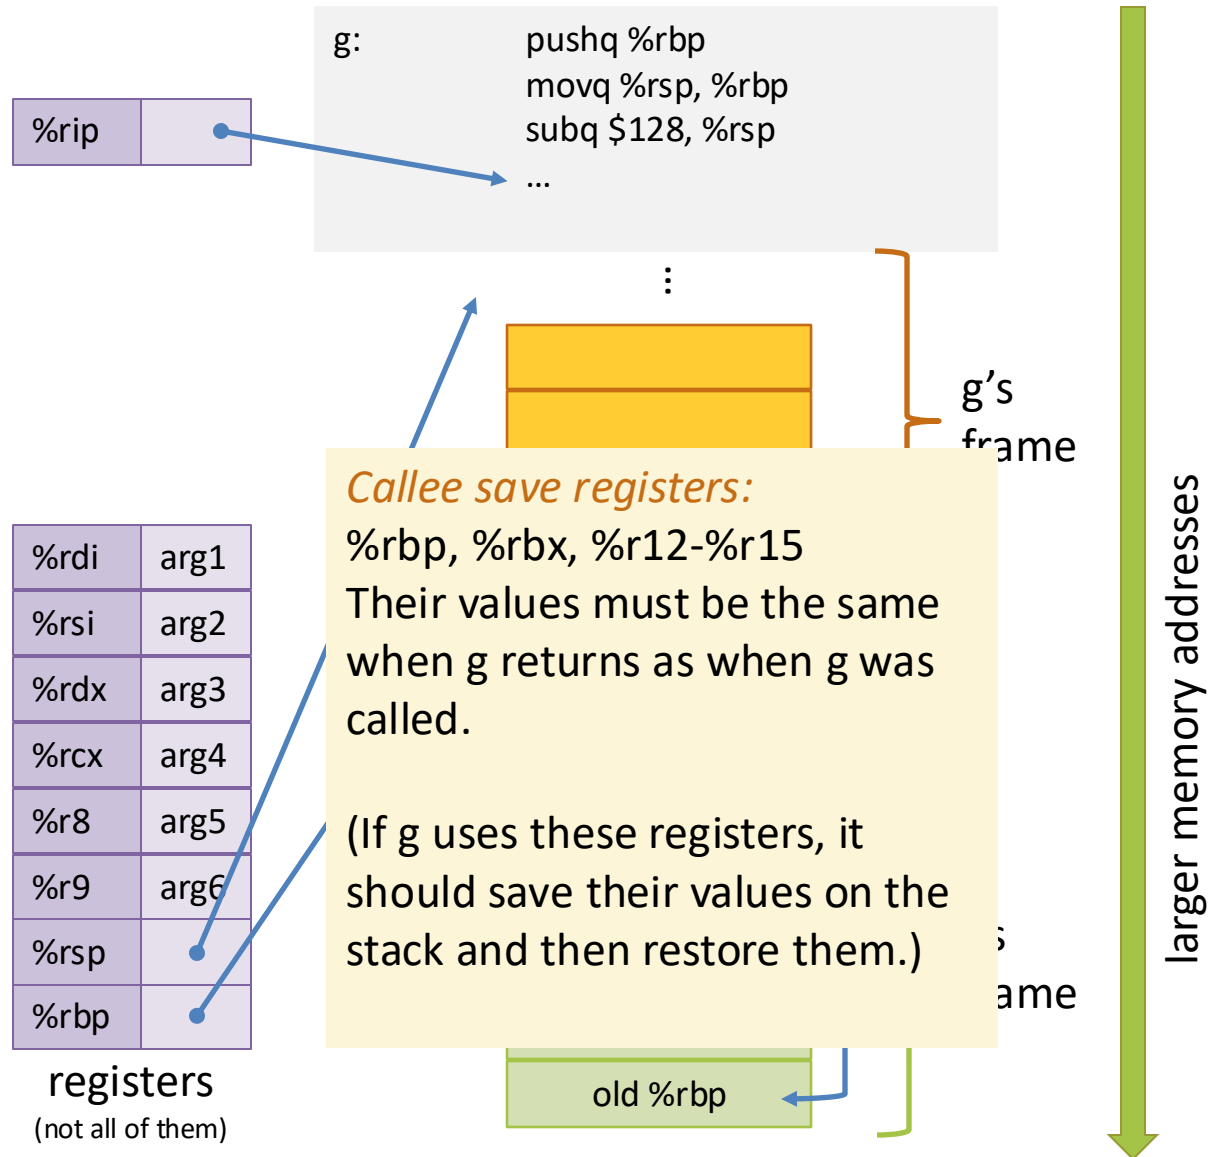 g: pushq %rbp
movq %rsp, %rbp
subq $128, %rsp
...
%rip
⋮
g's
frame
Callee save registers:
%rbp, %rbx, %r12-%r15
Their values must be the same
when g returns as when g was
called.
(If g uses these registers, it
should save their values on the
stack and then restore them.)
%rdi arg1
%rsi arg2
%rdx arg3
%rcx arg4
%r8 arg5
%r9 arg6
%rsp
%rbp
registers
(not all of them)
old %rbp
larger memory addresses